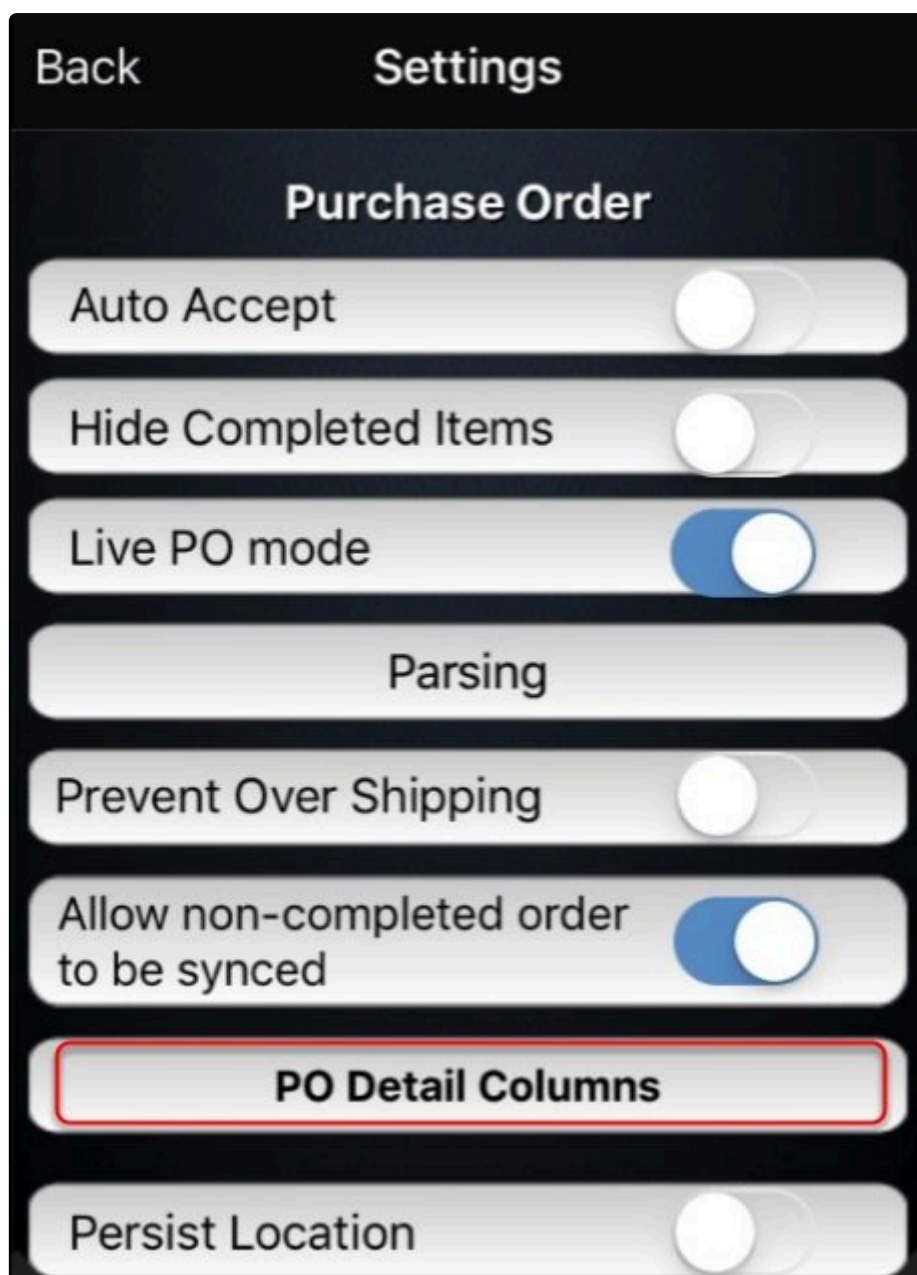 Back
Settings
Purchase Order
Auto Accept
Hide Completed Items
Live PO mode
Parsing
Prevent Over Shipping
Allow non-completed order
to be synced
PO Detail Columns
Persist Location